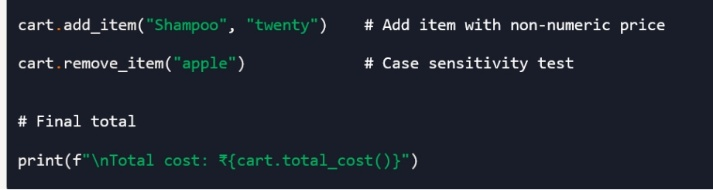 cart.add_item("Shampoo", "twenty")    # Add item with non-numeric price
cart.remove_item("apple")             # Case sensitivity test
# Final total
print(f"\nTotal cost: ₹{cart.total_cost()}")